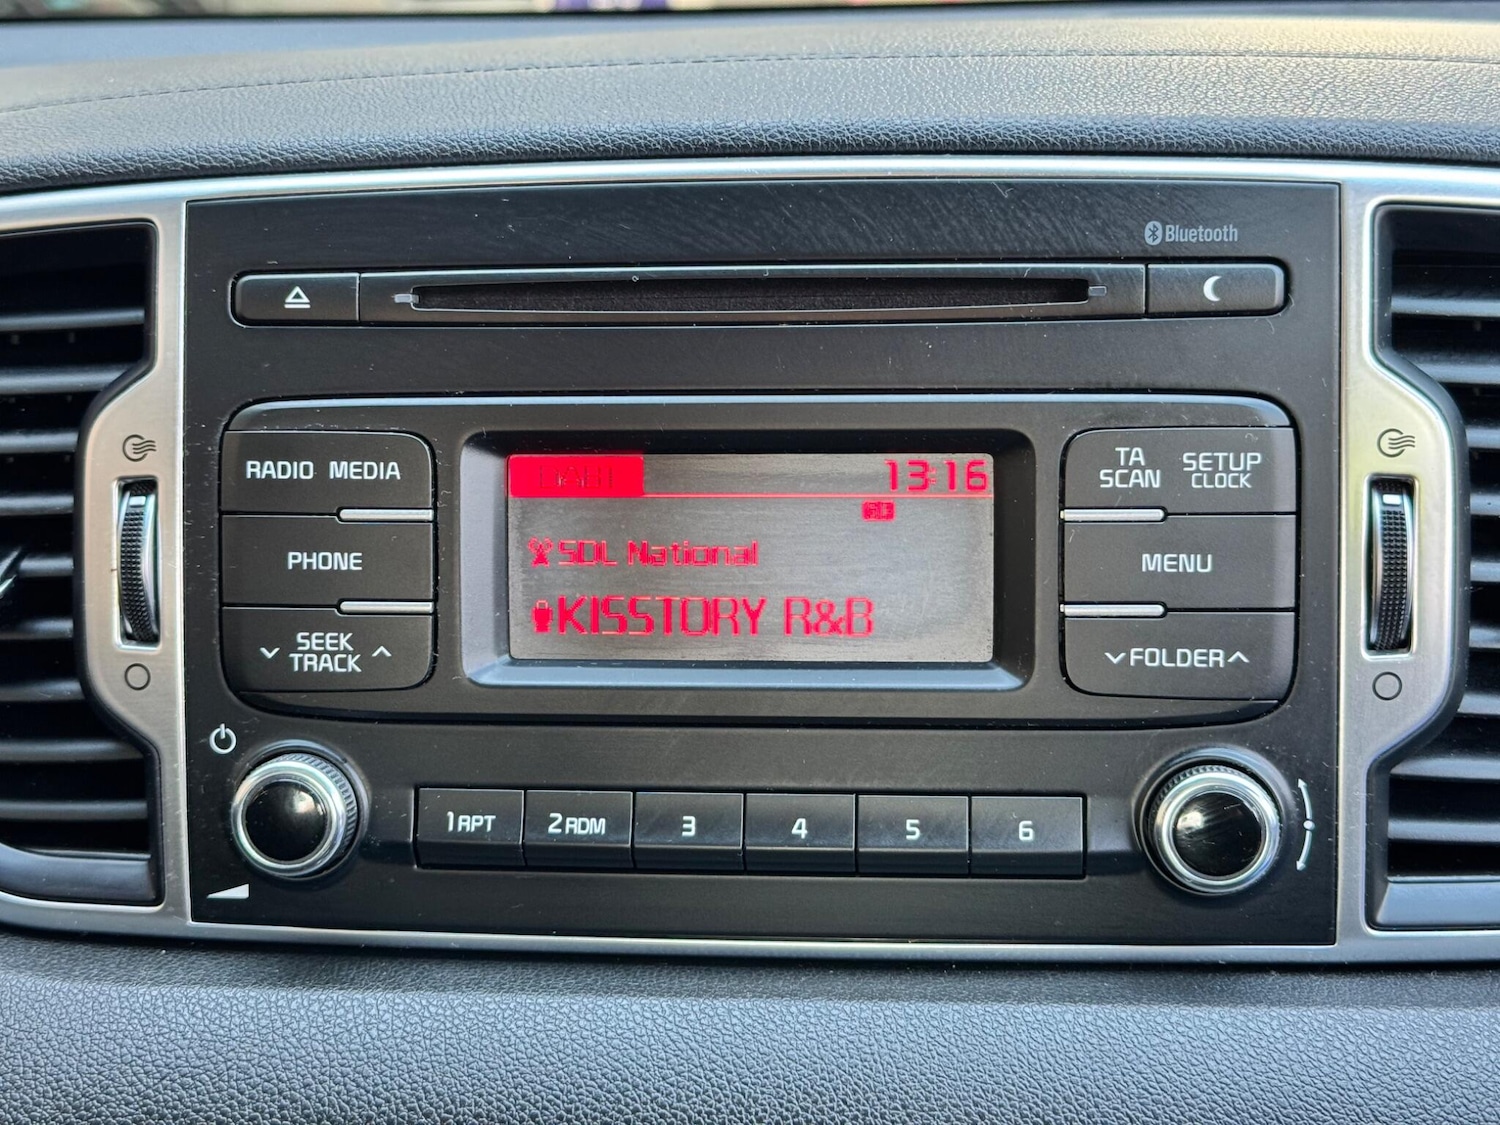 Bluetooth
RADIO MEDIA
PHONE
SEEK
TRACK
13:16
SDL National
KISSTORY R&B
TA
SCAN
SETUP
CLOCK
MENU
FOLDER
1 RPT
2 RDM
3
4
5
6